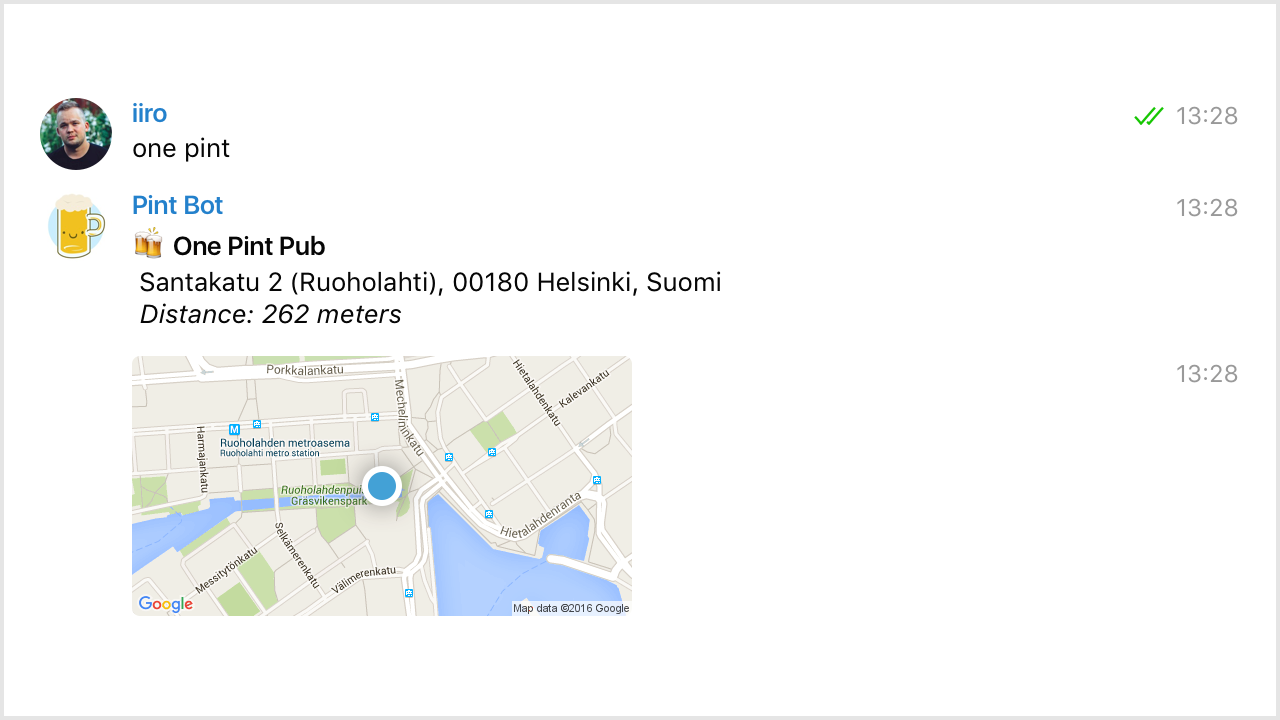 iiro
13:28
one pint
Pint Bot
13:28
One Pint Pub
Santakatu 2 (Ruoholahti), 00180 Helsinki, Suomi
Distance: 262 meters
13:28
Porkkalankatu
Mechelininkatu
Hietalahdenkatu
Kalevankatu
Harmajankatu
M
Ruoholahden metroasema
Ruoholahti metro station
Ruoholahdenpui
Gräsvikenspark
Hietalahdenranta
Selkämerenkatu
Messitytönkatu
Välimerenkatu
Google
Map data ©2016 Google